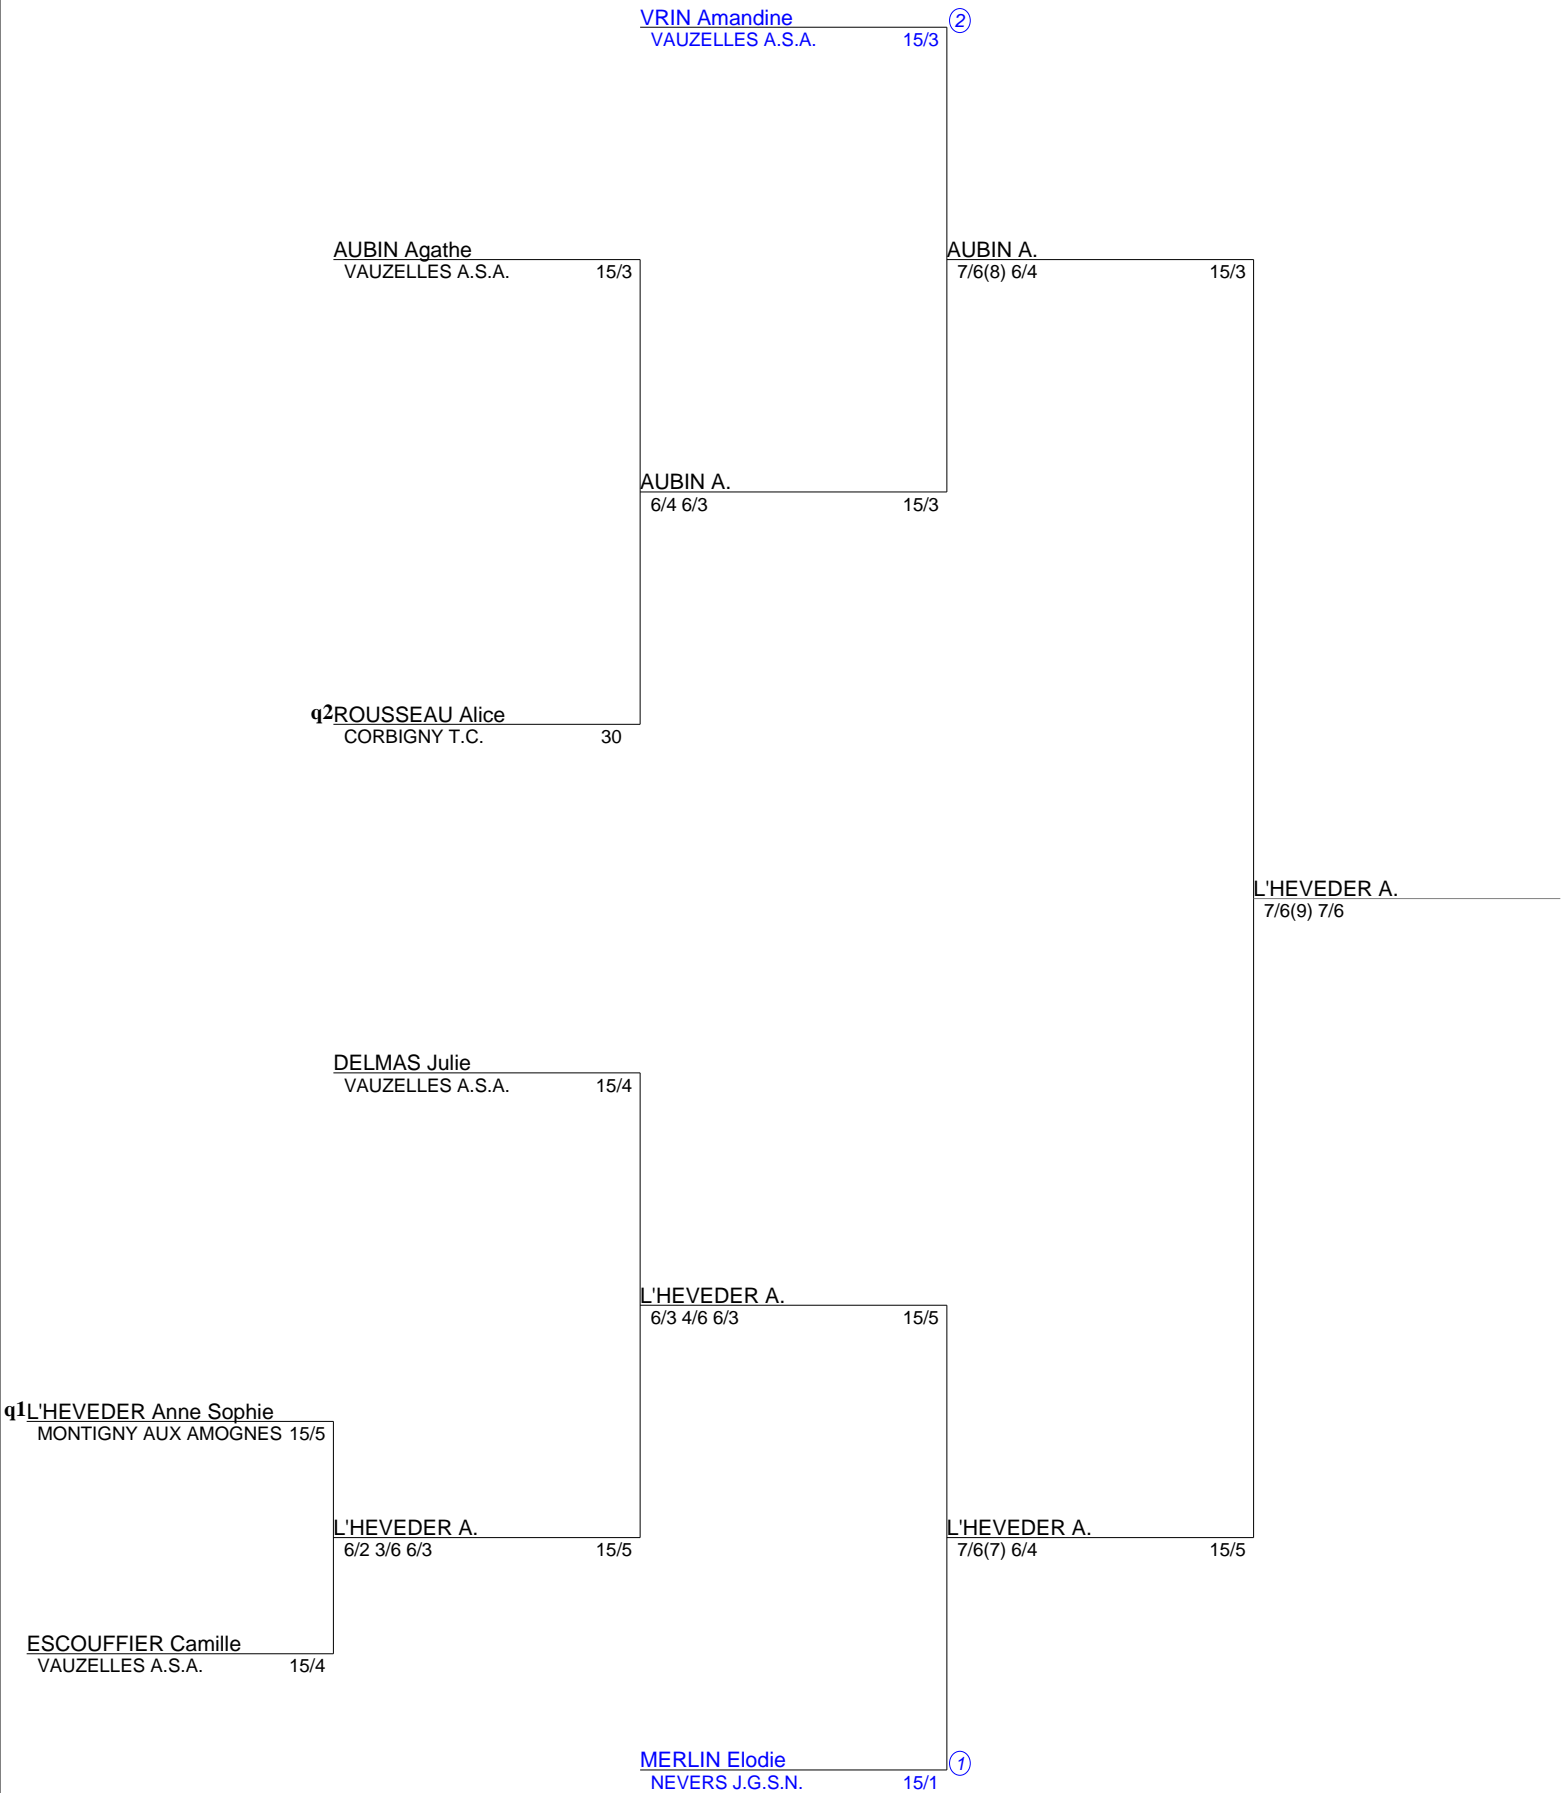 VRIN Amandine 2
VAUZELLES A.S.A. 15/3
AUBIN Agathe
VAUZELLES A.S.A. 15/3
AUBIN A.
7/6(8) 6/4 15/3
AUBIN A.
6/4 6/3 15/3
q2 ROUSSEAU Alice
CORBIGNY T.C. 30
L'HEVEDER A.
7/6(9) 7/6
DELMAS Julie
VAUZELLES A.S.A. 15/4
L'HEVEDER A.
6/3 4/6 6/3 15/5
q1 L'HEVEDER Anne Sophie
MONTIGNY AUX AMOGNES 15/5
L'HEVEDER A.
6/2 3/6 6/3 15/5
L'HEVEDER A.
7/6(7) 6/4 15/5
ESCOUFFIER Camille
VAUZELLES A.S.A. 15/4
MERLIN Elodie 1
NEVERS J.G.S.N. 15/1